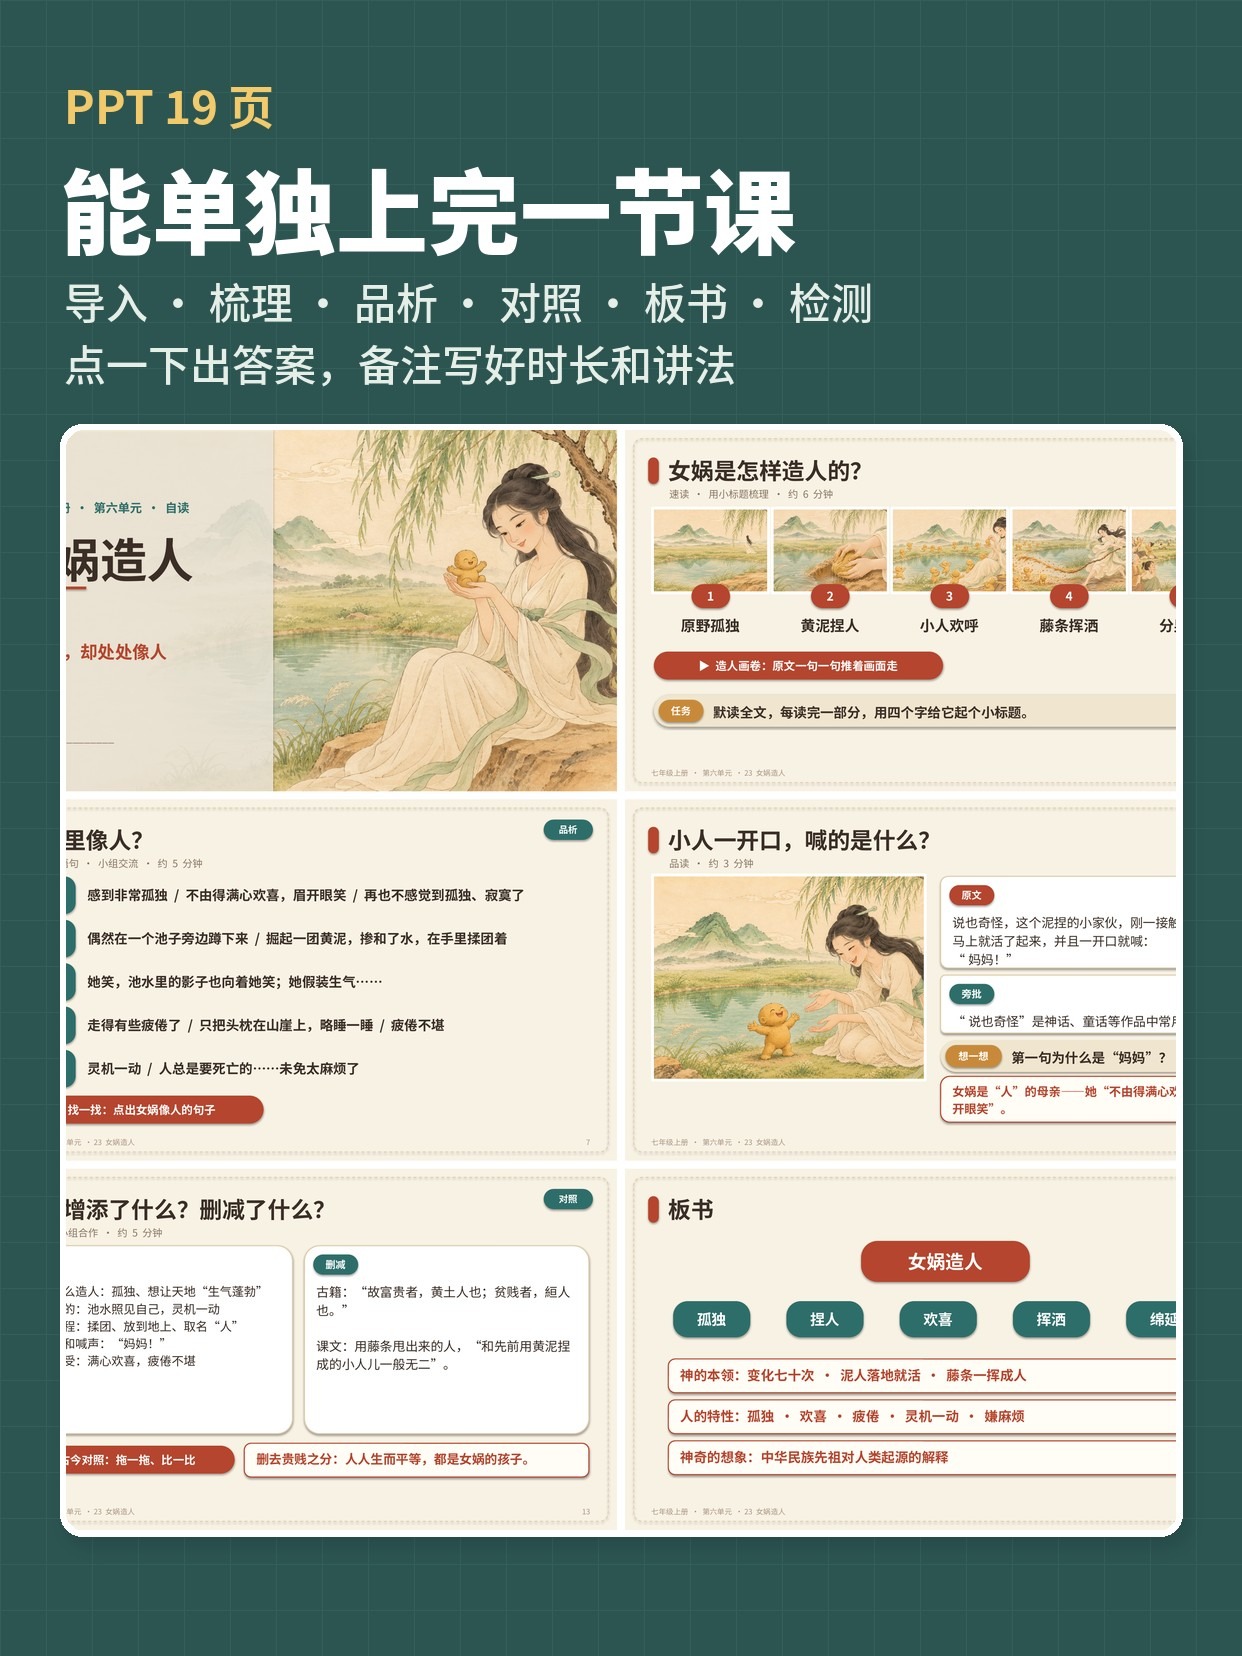 PPT 19 页
能单独上完一节课
导入 · 梳理 · 品析 · 对照 · 板书 · 检测
点一下出答案，备注写好时长和讲法
· 第六单元 · 自读
娲造人
，却处处像人
女娲是怎样造人的？
速读 · 用小标题梳理 · 约 6 分钟
1
2
3
4
原野孤独
黄泥捏人
小人欢呼
藤条挥洒
▶ 造人画卷：原文一句一句推着画面走
任务
默读全文，每读完一部分，用四个字给它起个小标题。
七年级上册 · 第六单元 · 23 女娲造人
里像人？
品析
句 · 小组交流 · 约 5 分钟
感到非常孤独 / 不由得满心欢喜，眉开眼笑 / 再也不感觉到孤独、寂寞了
偶然在一个池子旁边蹲下来 / 掘起一团黄泥，掺和了水，在手里揉团着
她笑，池水里的影子也向着她笑；她假装生气……
走得有些疲倦了 / 只把头枕在山崖上，略睡一睡 / 疲倦不堪
灵机一动 / 人总是要死亡的……未免太麻烦了
找一找：点出女娲像人的句子
单元 · 23 女娲造人
7
小人一开口，喊的是什么？
品读 · 约 3 分钟
原文
说也奇怪，这个泥捏的小家伙，刚一接触
马上就活了起来，并且一开口就喊：
“妈妈！”
旁批
“说也奇怪”是神话、童话等作品中常用
想一想
第一句为什么是“妈妈”？
女娲是“人”的母亲——她“不由得满心欢
开眼笑”。
七年级上册 · 第六单元 · 23 女娲造人
增添了什么？删减了什么？
对照
组合作 · 约 5 分钟
么造人：孤独、想让天地“生气蓬勃”
的：池水照见自己，灵机一动
程：揉团、放到地上、取名“人”
和喊声：“妈妈！”
受：满心欢喜，疲倦不堪
删减
古籍：“故富贵者，黄土人也；贫贱者，絙人
也。”
课文：用藤条甩出来的人，“和先前用黄泥捏
成的小人儿一般无二”。
古今对照：拖一拖、比一比
删去贵贱之分：人人生而平等，都是女娲的孩子。
单元 · 23 女娲造人
13
板书
女娲造人
孤独
捏人
欢喜
挥洒
绵延
神的本领：变化七十次 · 泥人落地就活 · 藤条一挥成人
人的特性：孤独 · 欢喜 · 疲倦 · 灵机一动 · 嫌麻烦
神奇的想象：中华民族先祖对人类起源的解释
七年级上册 · 第六单元 · 23 女娲造人